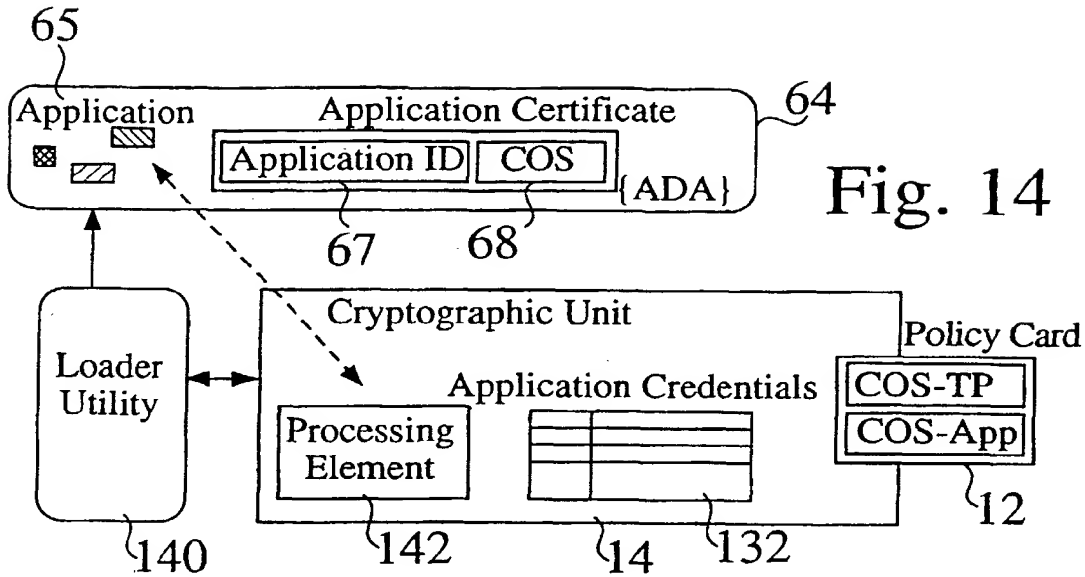 65
Application
Application Certificate
64
Application ID
COS
{ADA}
Fig. 14
67
68
Cryptographic Unit
Policy Card
Loader
Utility
Application Credentials
COS-TP
COS-App
Processing
Element
140
142
14
132
12